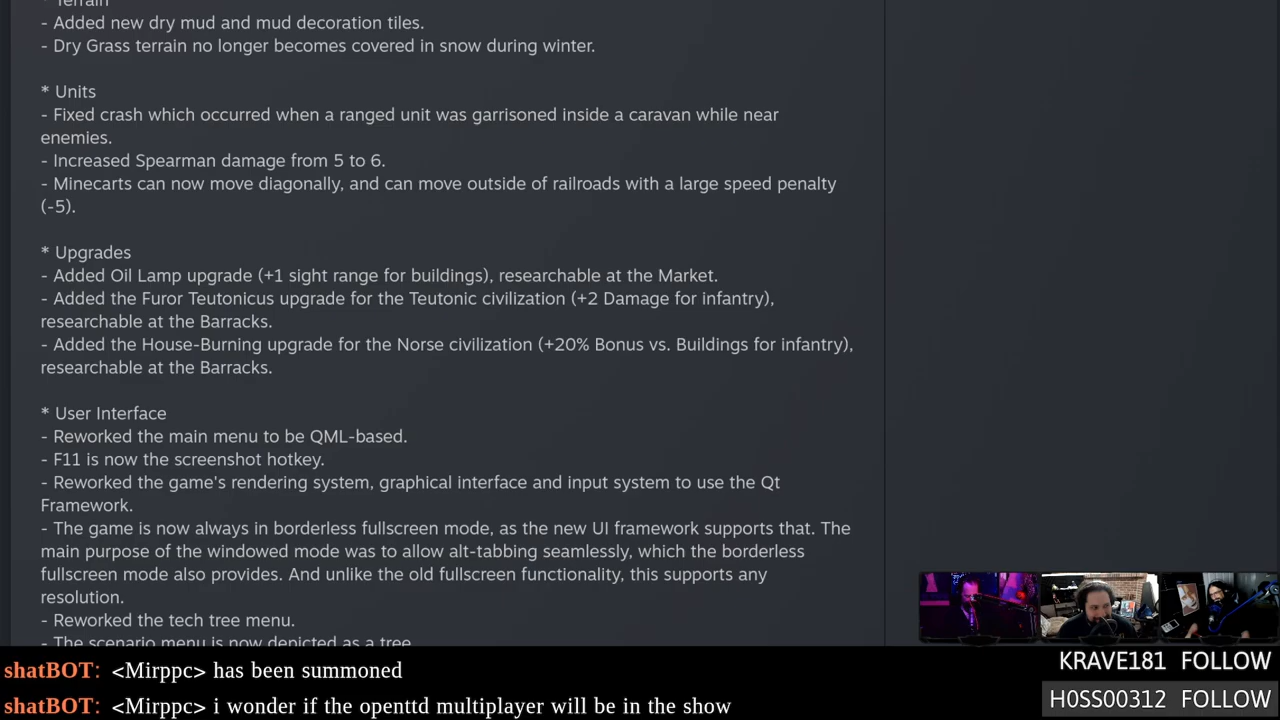 * Terrain
- Added new dry mud and mud decoration tiles.
- Dry Grass terrain no longer becomes covered in snow during winter.
* Units
- Fixed crash which occurred when a ranged unit was garrisoned inside a caravan while near
enemies.
- Increased Spearman damage from 5 to 6.
- Minecarts can now move diagonally, and can move outside of railroads with a large speed penalty
(-5).
* Upgrades
- Added Oil Lamp upgrade (+1 sight range for buildings), researchable at the Market.
- Added the Furor Teutonicus upgrade for the Teutonic civilization (+2 Damage for infantry),
researchable at the Barracks.
- Added the House-Burning upgrade for the Norse civilization (+20% Bonus vs. Buildings for infantry),
researchable at the Barracks.
* User Interface
- Reworked the main menu to be QML-based.
- F11 is now the screenshot hotkey.
- Reworked the game's rendering system, graphical interface and input system to use the Qt
Framework.
- The game is now always in borderless fullscreen mode, as the new UI framework supports that. The
main purpose of the windowed mode was to allow alt-tabbing seamlessly, which the borderless
fullscreen mode also provides. And unlike the old fullscreen functionality, this supports any
resolution.
- Reworked the tech tree menu.
- The scenario menu is now depicted as a tree
shatBOT: <Mirppc> has been summoned
shatBOT: <Mirppc> i wonder if the openttd multiplayer will be in the show
KRAVE181 FOLLOW
H0SS00312 FOLLOW